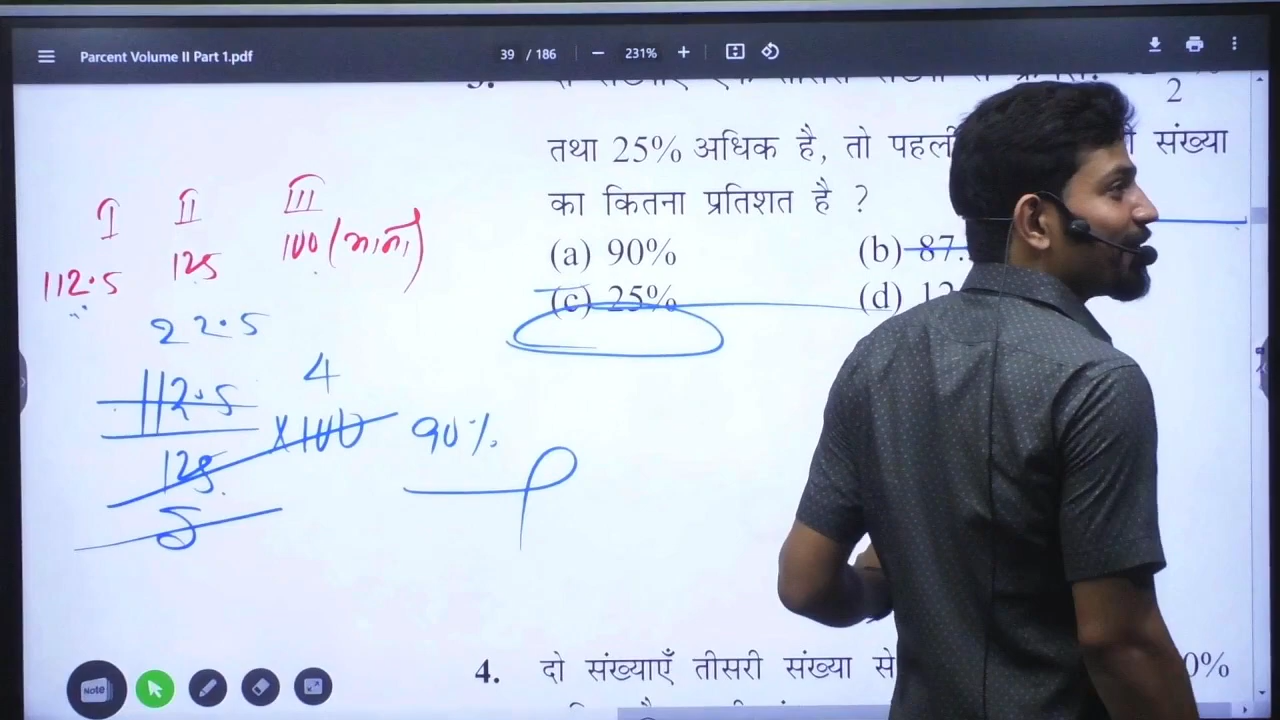 Parcent Volume II Part 1.pdf
39 / 186
231%
2
तथा 25% अधिक है, तो पहली संख्या
का कितना प्रतिशत है ?
(a) 90%
(b) 87.
(c) 25%
(d) 12
I II III
112.5 125 100 (माना)
22.5
112.5
4
×100
125
5
90%
4. दो संख्याएँ तीसरी संख्या से 0%
Note